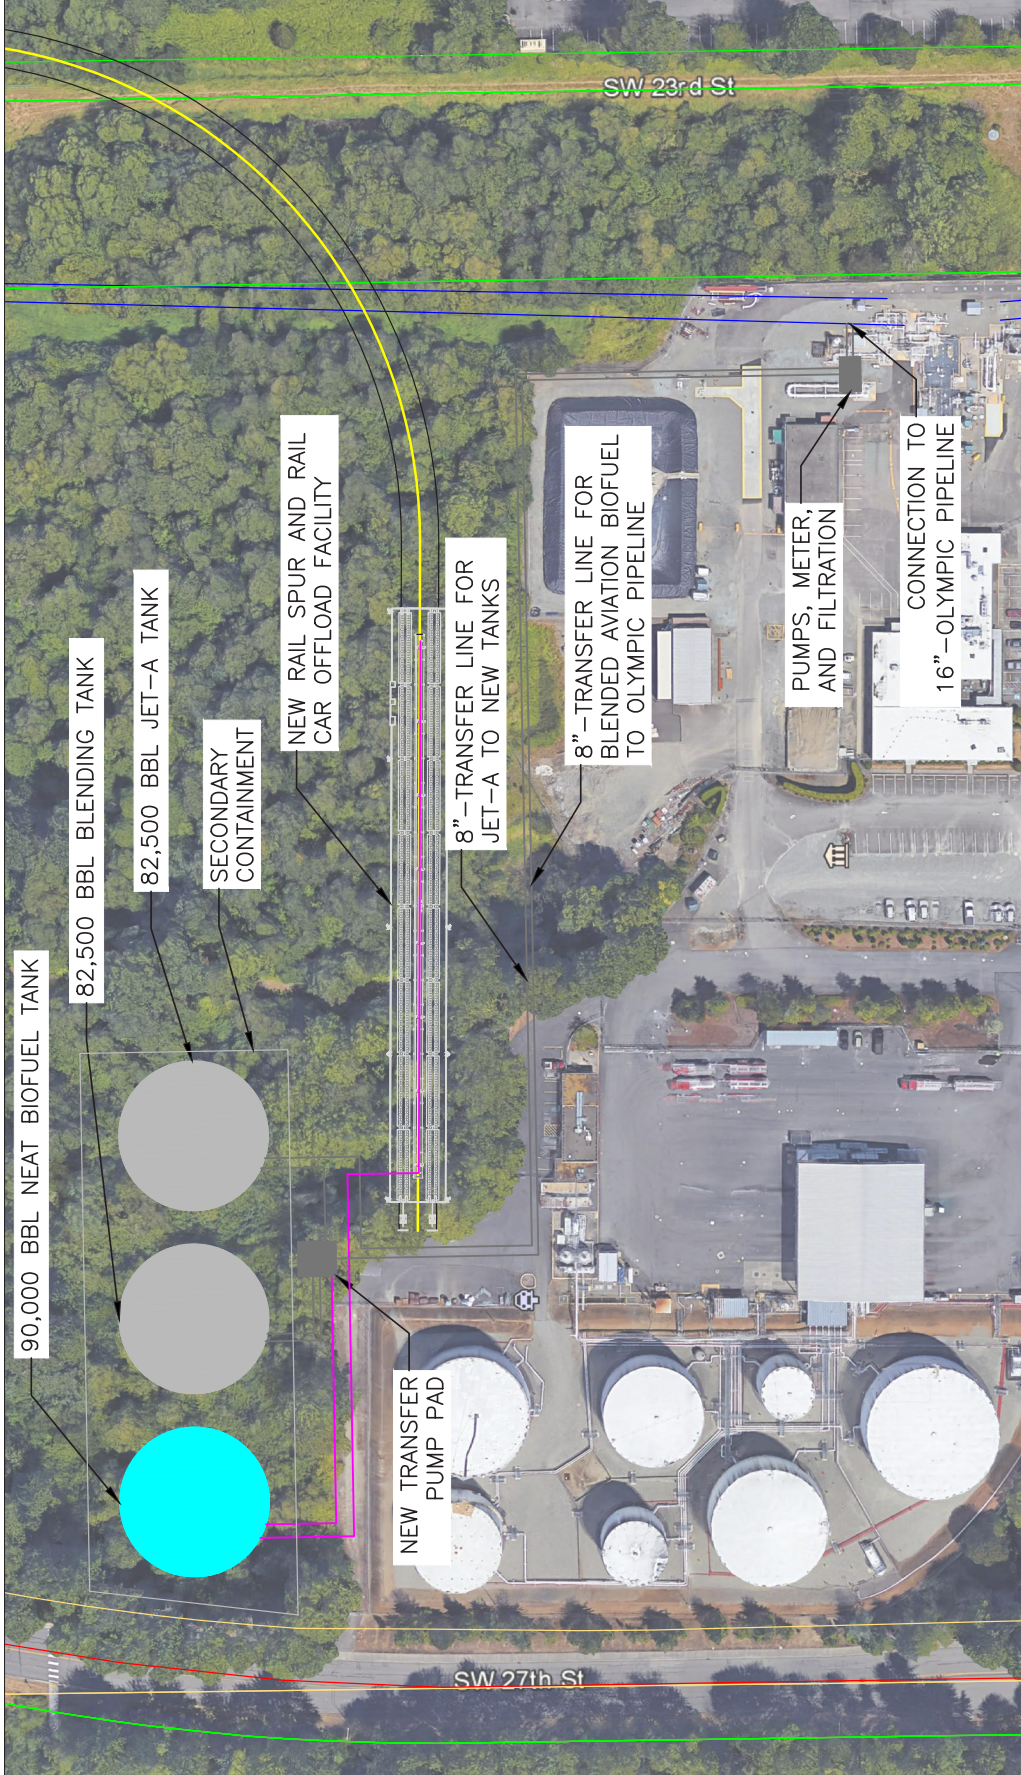 SW 23rd St
90,000 BBL NEAT BIOFUEL TANK
82,500 BBL BLENDING TANK
82,500 BBL JET-A TANK
SECONDARY
CONTAINMENT
NEW RAIL SPUR AND RAIL
CAR OFFLOAD FACILITY
8"-TRANSFER LINE FOR
JET-A TO NEW TANKS
8"-TRANSFER LINE FOR
BLENDED AVIATION BIOFUEL
TO OLYMPIC PIPELINE
PUMPS, METER,
AND FILTRATION
CONNECTION TO
16"-OLYMPIC PIPELINE
NEW TRANSFER
PUMP PAD
SW 27th St